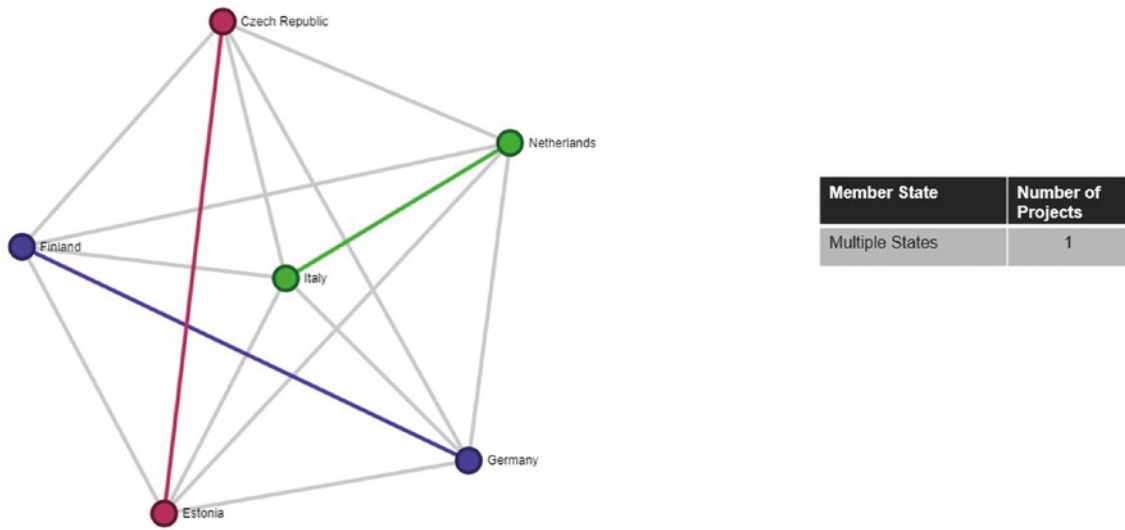 Czech Republic
Netherlands
Finland
Italy
Germany
Estonia
Member State Number of
Projects
Multiple States 1